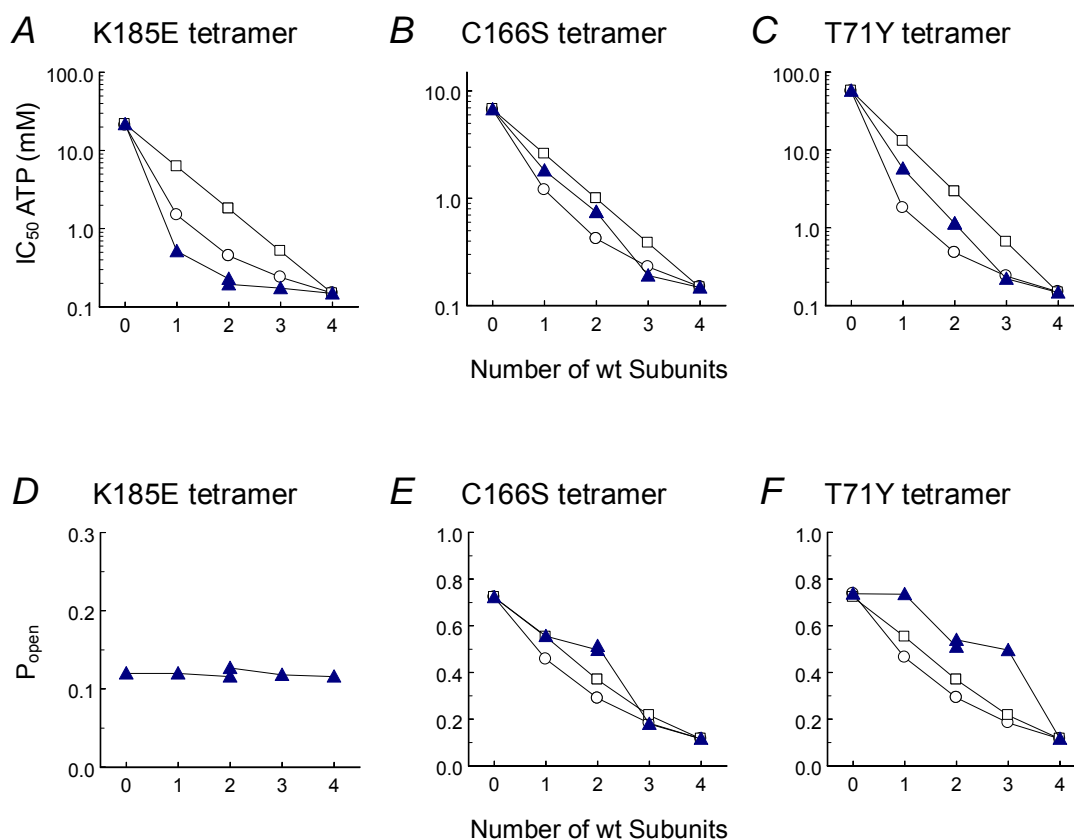 A K185E tetramer
B C166S tetramer
C T71Y tetramer
IC50 ATP (mM)
100.0
10.0
1.0
0.1
0 1 2 3 4
10.0
1.0
0.1
0 1 2 3 4
100.0
10.0
1.0
0.1
0 1 2 3 4
Number of wt Subunits
D K185E tetramer
E C166S tetramer
F T71Y tetramer
Popen
0.3
0.2
0.1
0.0
0 1 2 3 4
1.0
0.8
0.6
0.4
0.2
0.0
0 1 2 3 4
1.0
0.8
0.6
0.4
0.2
0.0
0 1 2 3 4
Number of wt Subunits